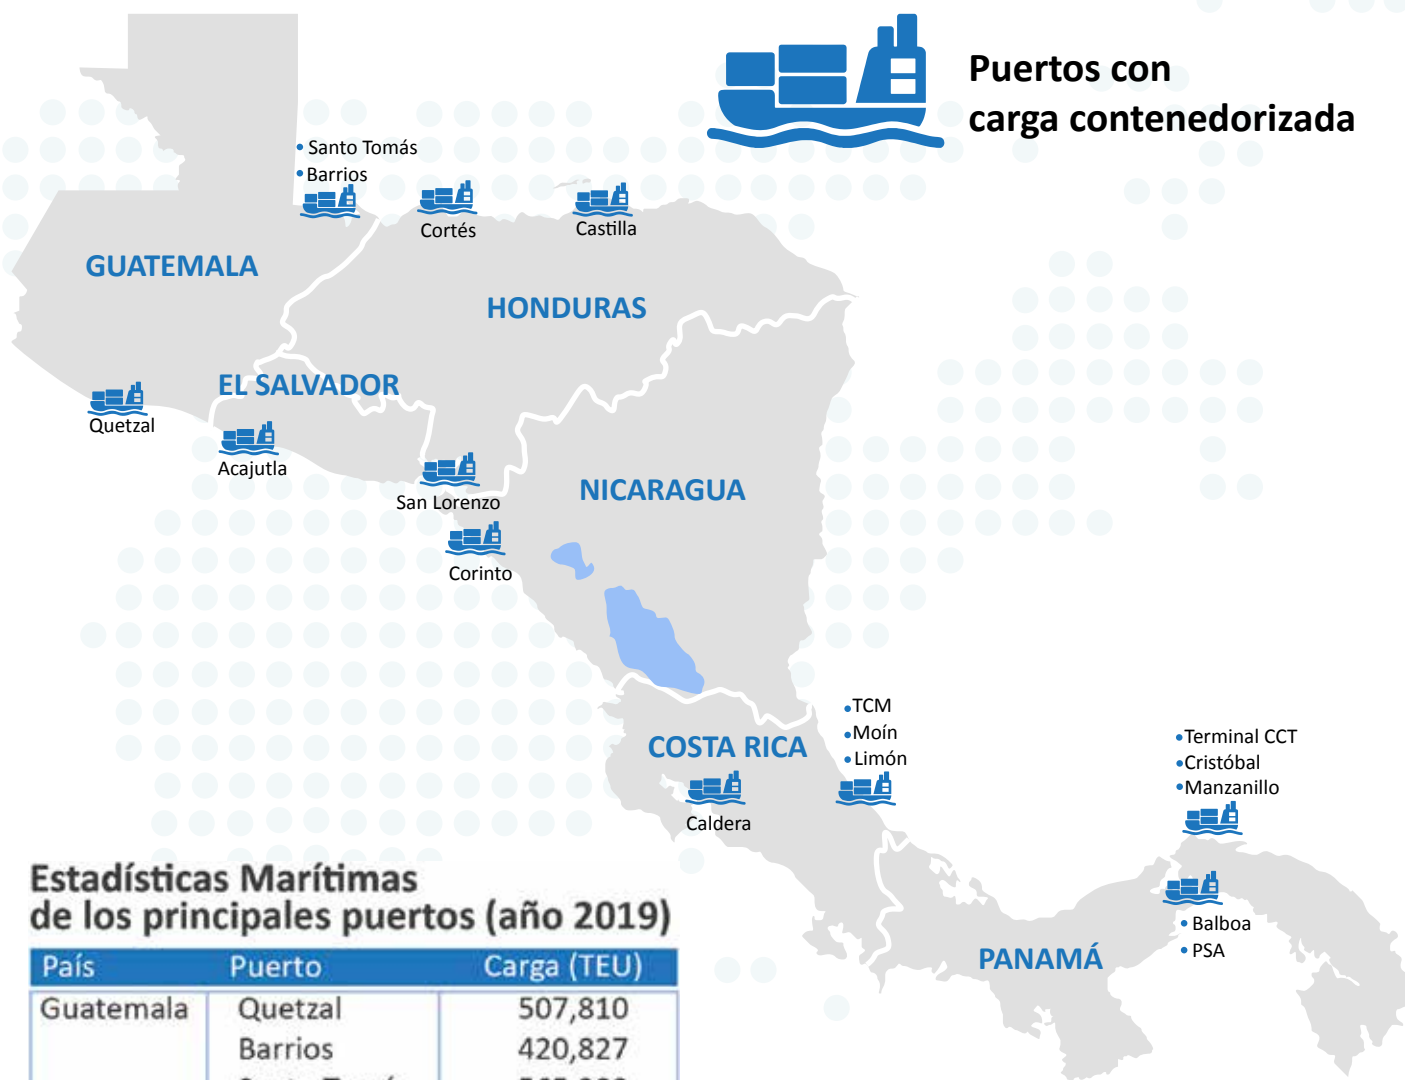 Puertos con
carga contenedorizada
• Santo Tomás
• Barrios
Cortés
Castilla
GUATEMALA
HONDURAS
EL SALVADOR
Quetzal
Acajutla
San Lorenzo
NICARAGUA
Corinto
•TCM
•Moín
•Limón
COSTA RICA
Caldera
•Terminal CCT
•Cristóbal
•Manzanillo
• Balboa
• PSA
PANAMÁ
Estadísticas Marítimas
de los principales puertos (año 2019)
País Puerto Carga (TEU)
Guatemala Quetzal 507,810
Barrios 420,827